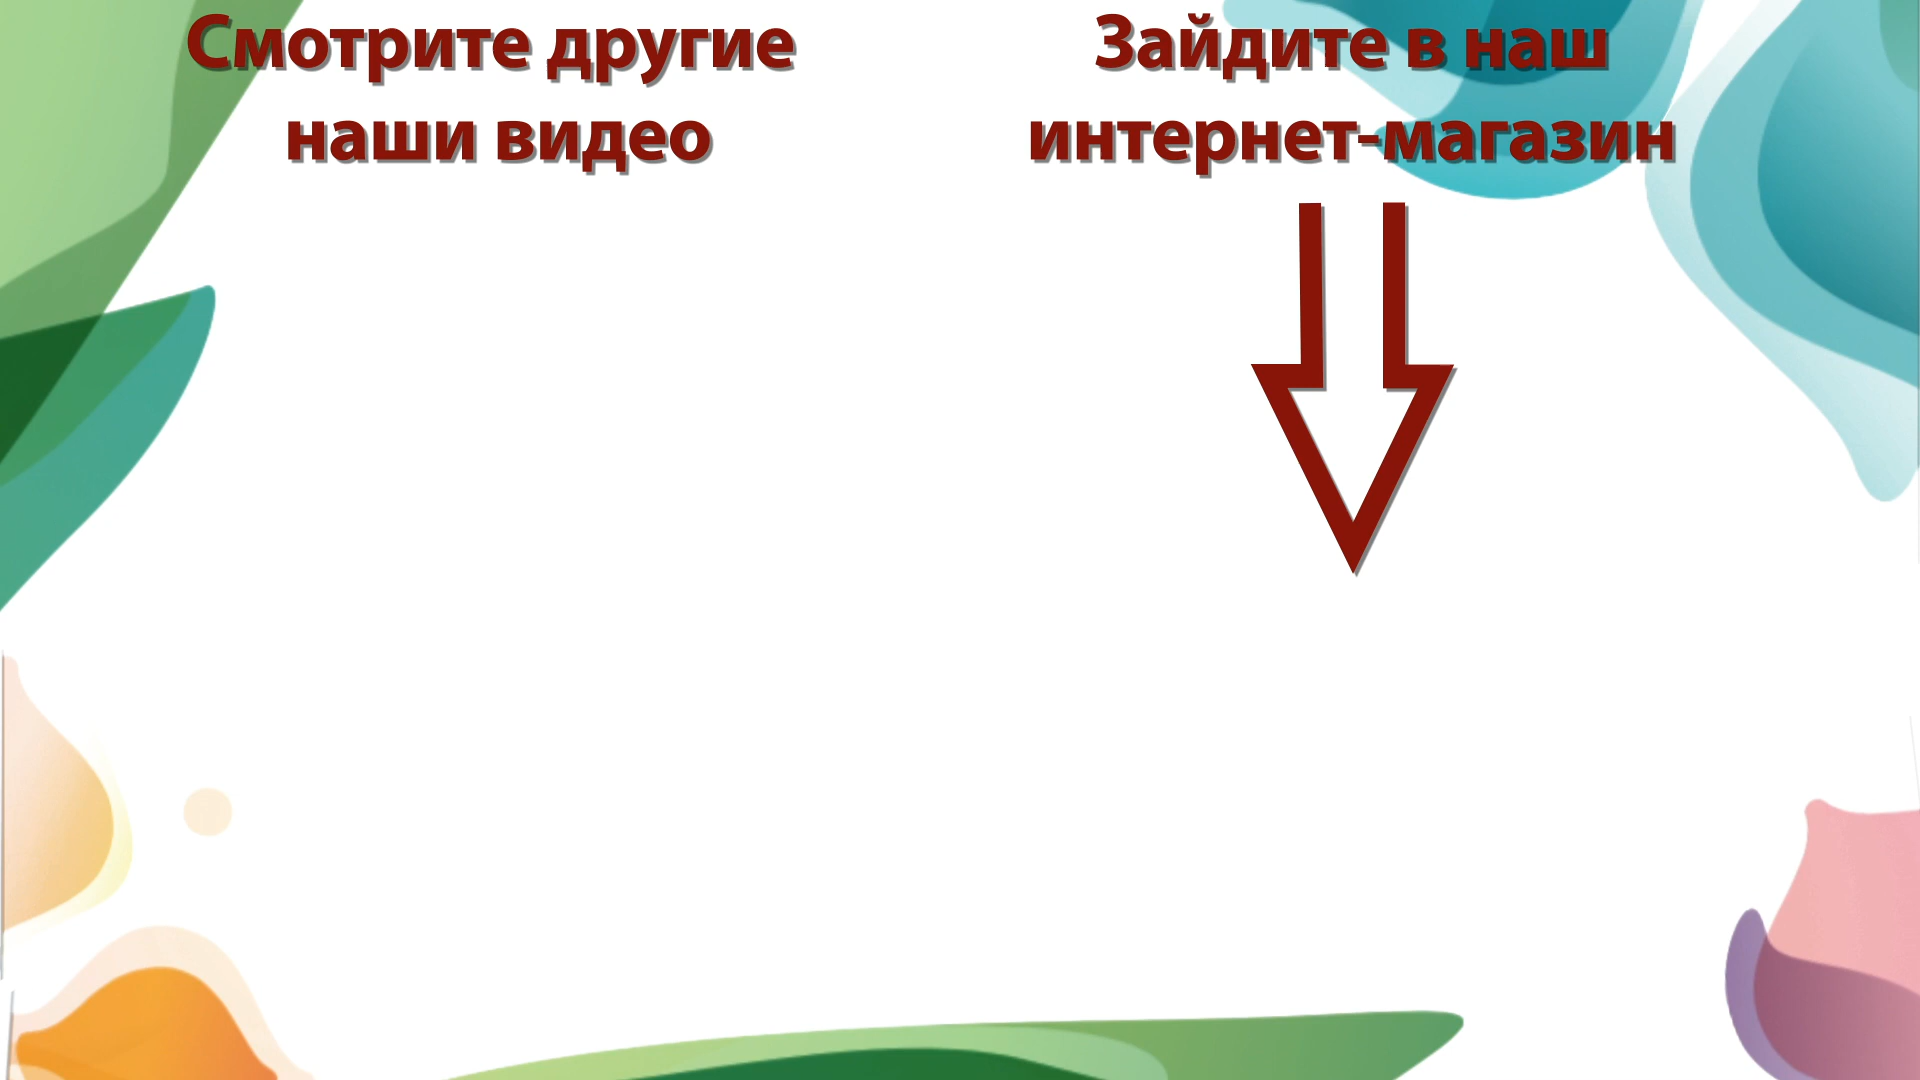 Смотрите другие
наши видео
Зайдите в наш
интернет-магазин